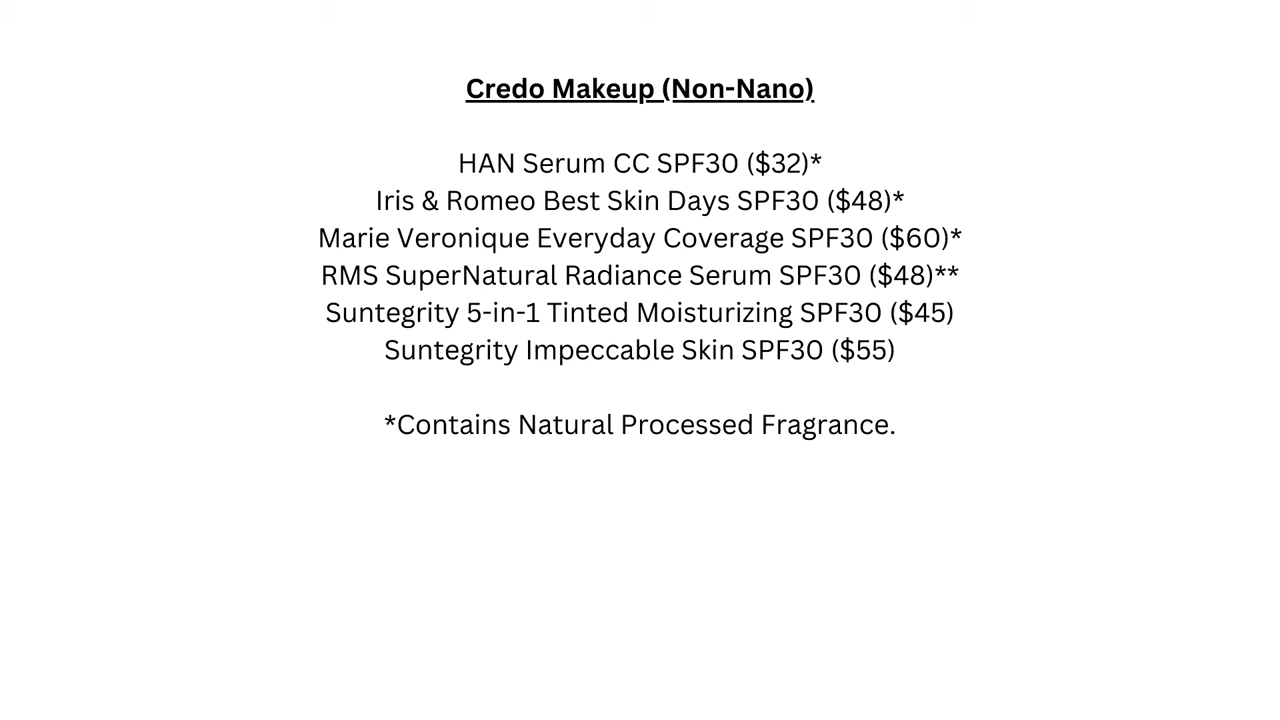 Credo Makeup (Non-Nano)
HAN Serum CC SPF30 ($32)*
Iris & Romeo Best Skin Days SPF30 ($48)*
Marie Veronique Everyday Coverage SPF30 ($60)*
RMS SuperNatural Radiance Serum SPF30 ($48)**
Suntegrity 5-in-1 Tinted Moisturizing SPF30 ($45)
Suntegrity Impeccable Skin SPF30 ($55)
*Contains Natural Processed Fragrance.